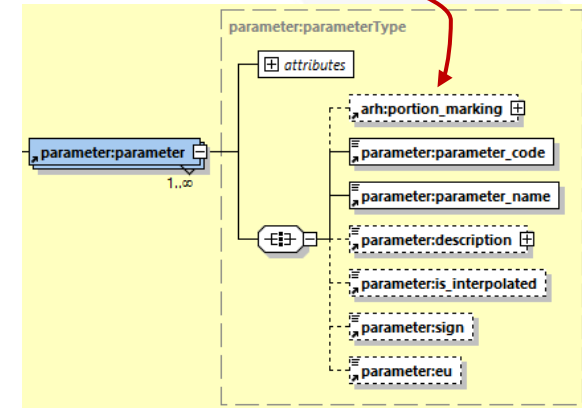 parameter:parameterType
attributes
arh:portion_marking
parameter:parameter
1..∞
parameter:parameter_code
parameter:parameter_name
parameter:description
parameter:is_interpolated
parameter:sign
parameter:eu